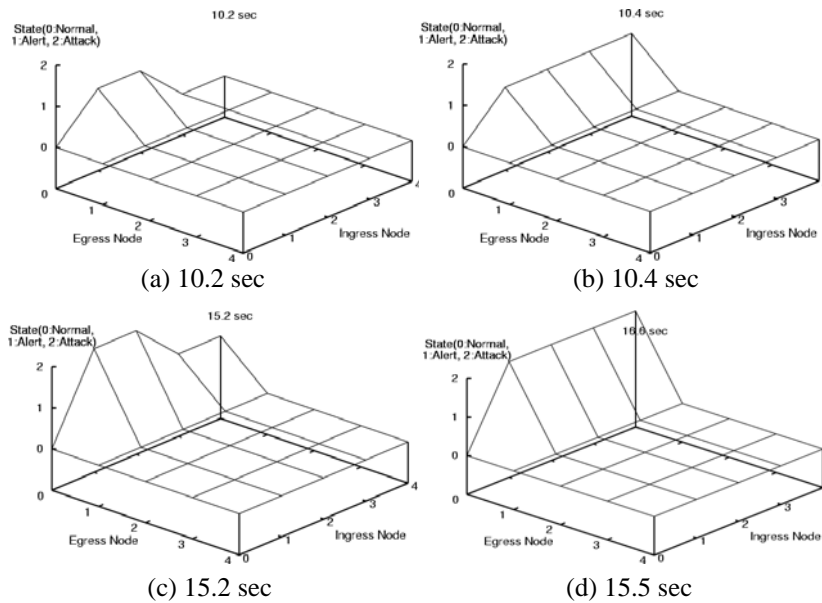 10.2 sec
State(0:Normal,
1:Alert, 2:Attack)
2
1
0
0
1
2
3
4
Egress Node
0
1
2
3
4
Ingress Node
(a) 10.2 sec
10.4 sec
State(0:Normal,
1:Alert, 2:Attack)
2
1
0
0
1
2
3
4
Egress Node
0
1
2
3
Ingress Node
(b) 10.4 sec
15.2 sec
State(0:Normal,
1:Alert, 2:Attack)
2
1
0
0
1
2
3
4
Egress Node
0
1
2
3
4
Ingress Node
(c) 15.2 sec
State(0:Normal,
1:Alert, 2:Attack)
2
1
0
0
1
2
3
4
Egress Node
0
1
2
3
Ingress Node
(d) 15.5 sec